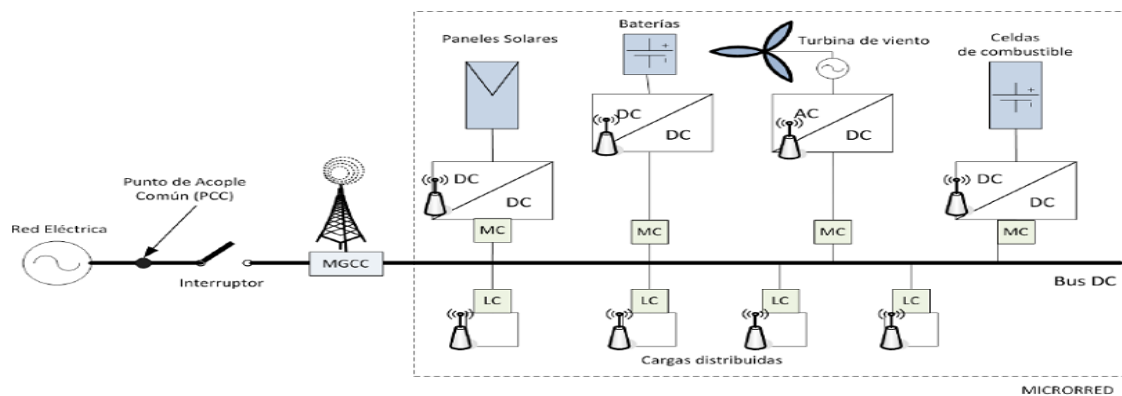 Baterías
Paneles Solares
Turbina de viento
Celdas
de combustible
DC
DC
AC
DC
DC
DC
DC
DC
Punto de Acople
Común (PCC)
Red Eléctrica
MC
MC
MC
MC
MGCC
Interruptor
Bus DC
LC
LC
LC
LC
Cargas distribuidas
MICRORRED